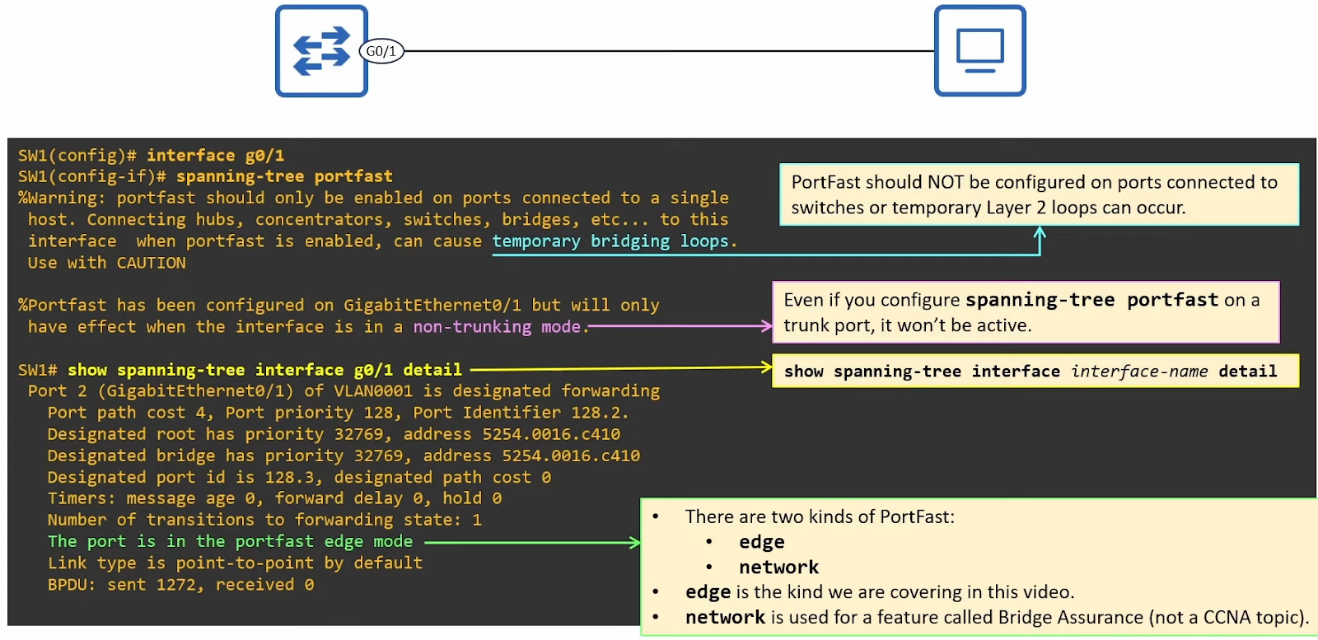 G0/1
SW1(config)# interface g0/1
SW1(config-if)# spanning-tree portfast
%Warning: portfast should only be enabled on ports connected to a single
host. Connecting hubs, concentrators, switches, bridges, etc... to this
interface  when portfast is enabled, can cause temporary bridging loops.
Use with CAUTION
PortFast should NOT be configured on ports connected to
switches or temporary Layer 2 loops can occur.
%Portfast has been configured on GigabitEthernet0/1 but will only
have effect when the interface is in a non-trunking mode.
Even if you configure spanning-tree portfast on a
trunk port, it won't be active.
SW1# show spanning-tree interface g0/1 detail
show spanning-tree interface interface-name detail
Port 2 (GigabitEthernet0/1) of VLAN0001 is designated forwarding
Port path cost 4, Port priority 128, Port Identifier 128.2.
Designated root has priority 32769, address 5254.0016.c410
Designated bridge has priority 32769, address 5254.0016.c410
Designated port id is 128.3, designated path cost 0
Timers: message age 0, forward delay 0, hold 0
Number of transitions to forwarding state: 1
The port is in the portfast edge mode
Link type is point-to-point by default
BPDU: sent 1272, received 0
• There are two kinds of PortFast:
• edge
• network
• edge is the kind we are covering in this video.
• network is used for a feature called Bridge Assurance (not a CCNA topic).